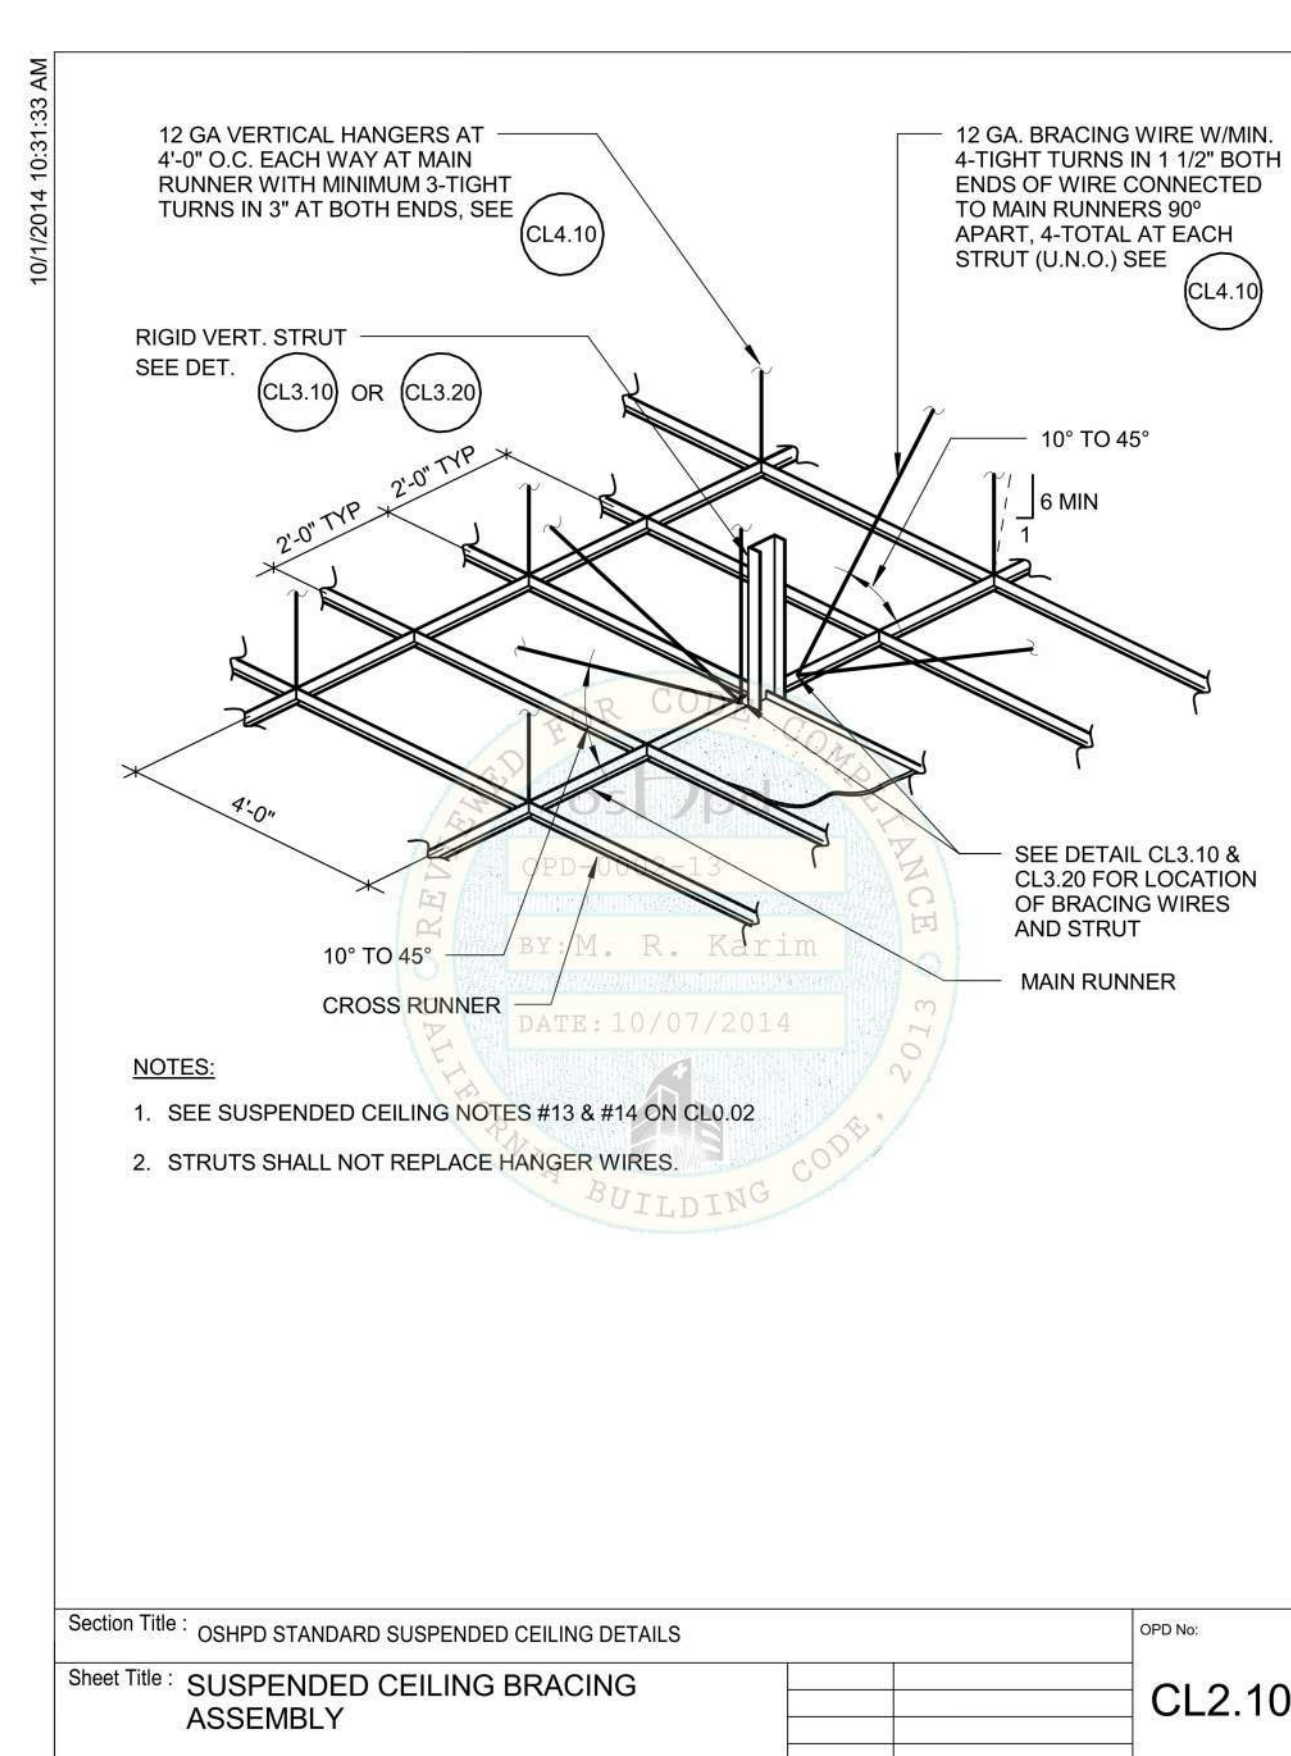 10/1/2014 10:31:33 AM
12 GA VERTICAL HANGERS AT
4'-0" O.C. EACH WAY AT MAIN
RUNNER WITH MINIMUM 3-TIGHT
TURNS IN 3" AT BOTH ENDS, SEE
CL4.10
12 GA. BRACING WIRE W/MIN.
4-TIGHT TURNS IN 1 1/2" BOTH
ENDS OF WIRE CONNECTED
TO MAIN RUNNERS 90º
APART, 4-TOTAL AT EACH
STRUT (U.N.O.) SEE
CL4.10
RIGID VERT. STRUT
SEE DET.
CL3.10 OR CL3.20
10° TO 45°
2'-0" TYP
2'-0" TYP
6 MIN
1
4'-0"
SEE DETAIL CL3.10 &
CL3.20 FOR LOCATION
OF BRACING WIRES
AND STRUT
10° TO 45°
MAIN RUNNER
CROSS RUNNER
REVIEWED FOR CODE COMPLIANCE
oshpd
OPD-0002-13
BY: M. R. Karim
DATE: 10/07/2014
CALIFORNIA BUILDING CODE, 2013
NOTES:
1. SEE SUSPENDED CEILING NOTES #13 & #14 ON CL0.02
2. STRUTS SHALL NOT REPLACE HANGER WIRES.
Section Title : OSHPD STANDARD SUSPENDED CEILING DETAILS
OPD No:
Sheet Title : SUSPENDED CEILING BRACING
ASSEMBLY
CL2.10